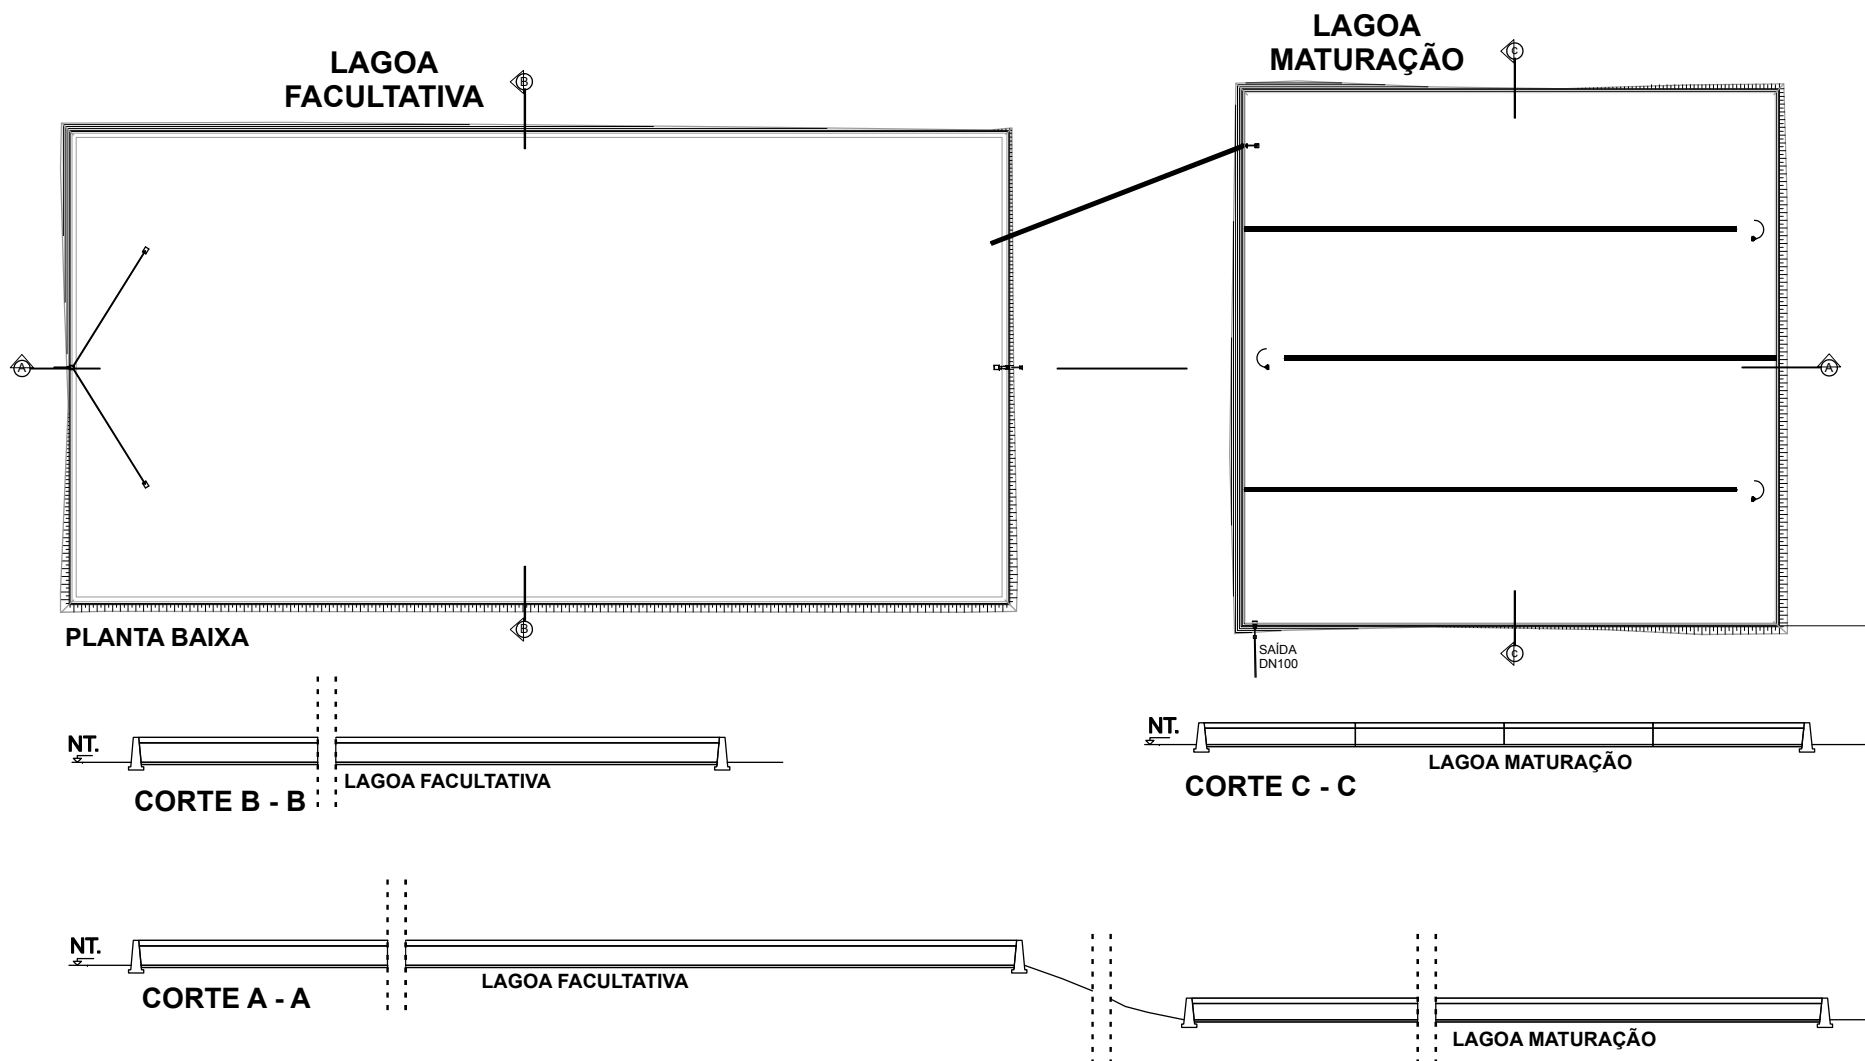 LAGOA
FACULTATIVA
LAGOA
MATURAÇÃO
B
c
A
A
B
c
PLANTA BAIXA
SAÍDA
DN100
NT.
LAGOA FACULTATIVA
CORTE B - B
NT.
LAGOA MATURAÇÃO
CORTE C - C
NT.
LAGOA FACULTATIVA
CORTE A - A
LAGOA MATURAÇÃO